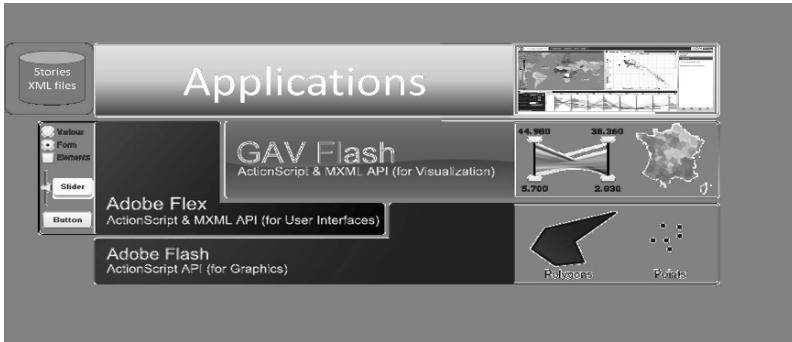 Stories
XML files
Applications
Various
Form
Elements
Slider
Button
GAV Flash
ActionScript & MXML API (for Visualization)
44.960 38.360
5.700 2.930
Adobe Flex
ActionScript & MXML API (for User Interfaces)
Adobe Flash
ActionScript API (for Graphics)
Polygons Points